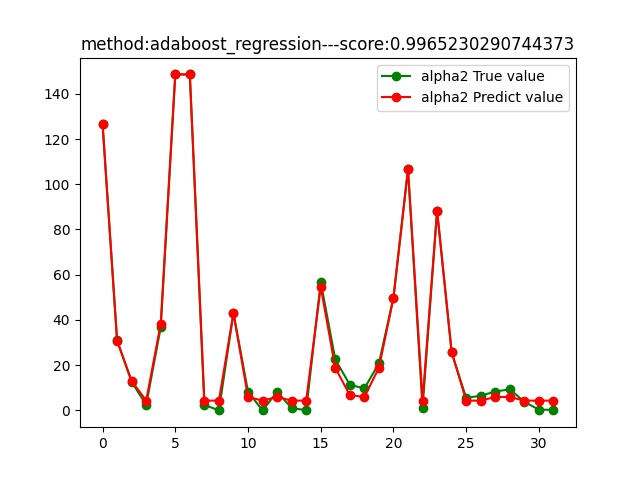 method:adaboost_regression---score:0.9965230290744373
alpha2 True value
alpha2 Predict value
140
120
100
80
60
40
20
0
0 5 10 15 20 25 30